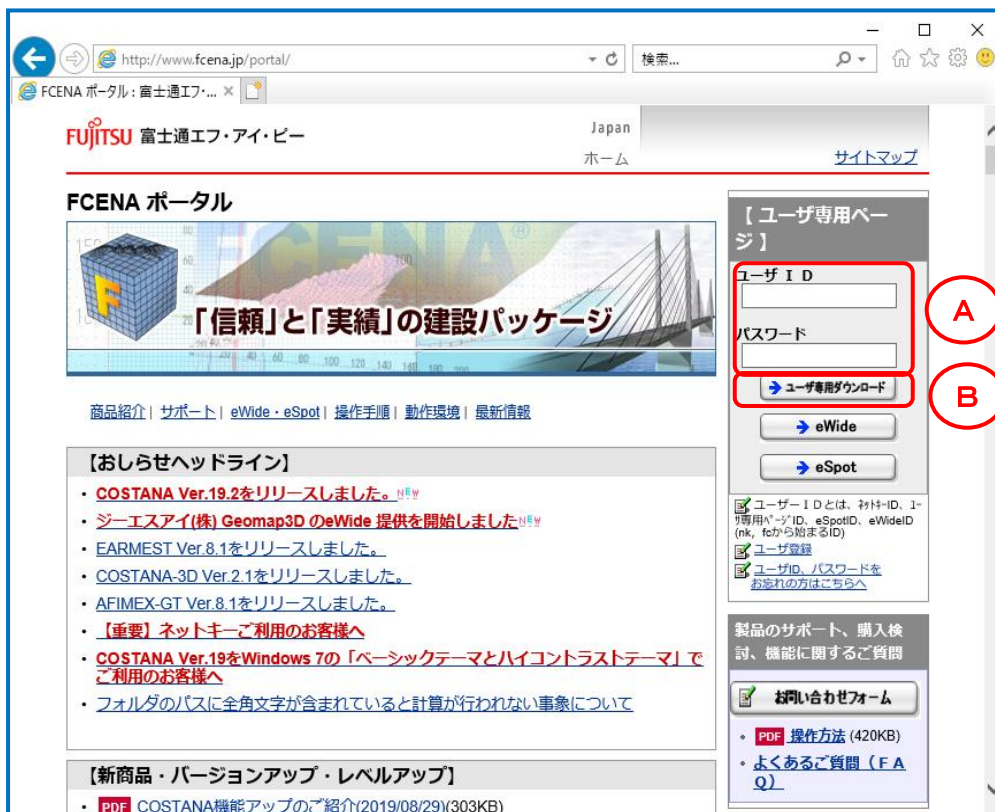 http://www.fcena.jp/portal/
検索...
FCENA ポータル : 富士通エフ・...
FUJITSU 富士通エフ・アイ・ピー
Japan
ホーム
サイトマップ
FCENA ポータル
FCENA®
「信頼」と「実績」の建設パッケージ
商品紹介 | サポート | eWide・eSpot | 操作手順 | 動作環境 | 最新情報
【おしらせヘッドライン】
・ COSTANA Ver.19.2をリリースしました。NEW
・ ジーエスアイ(株) Geomap3D のeWide 提供を開始しましたNEW
・ EARMEST Ver.8.1をリリースしました。
・ COSTANA-3D Ver.2.1をリリースしました。
・ AFIMEX-GT Ver.8.1をリリースしました。
・ 【重要】ネットキーご利用のお客様へ
・ COSTANA Ver.19をWindows 7の「ベーシックテーマとハイコントラストテーマ」で
ご利用のお客様へ
・ フォルダのパスに全角文字が含まれていると計算が行われない事象について
【新商品・バージョンアップ・レベルアップ】
・ PDF COSTANA機能アップのご紹介(2019/08/29)(303KB)
【 ユーザ専用ペー
ジ 】
ユーザ I D
パスワード
A
ユーザ専用ダウンロード
B
eWide
eSpot
ユーザーＩＤとは、ﾈｯﾄｷｰID、ﾕｰ
ｻﾞ専用ﾍﾟｰｼﾞID、eSpotID、eWideID
(nk，fcから始まるID)
ユーザ登録
ユーザID、パスワードを
お忘れの方はこちらへ
製品のサポート、購入検
討、機能に関するご質問
お問い合わせフォーム
・ PDF 操作方法 (420KB)
・ よくあるご質問（ＦＡ
Ｑ）